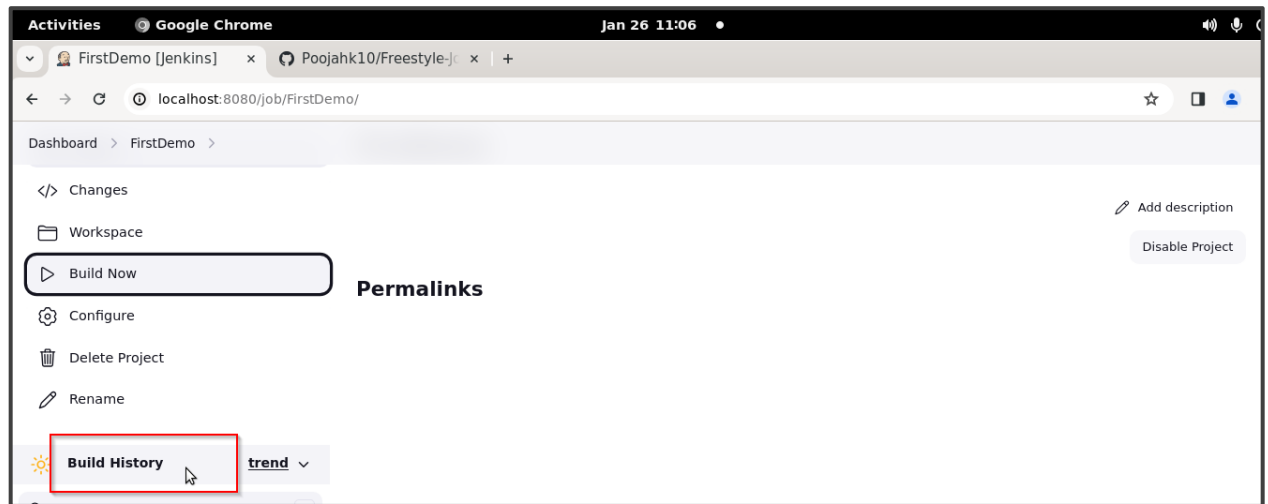 Activities Google Chrome Jan 26 11:06
FirstDemo [Jenkins] × Poojahk10/Freestyle-Jo × +
localhost:8080/job/FirstDemo/
Dashboard > FirstDemo >
</> Changes
Workspace
Build Now
Configure
Delete Project
Rename
Build History trend
Add description
Disable Project
Permalinks